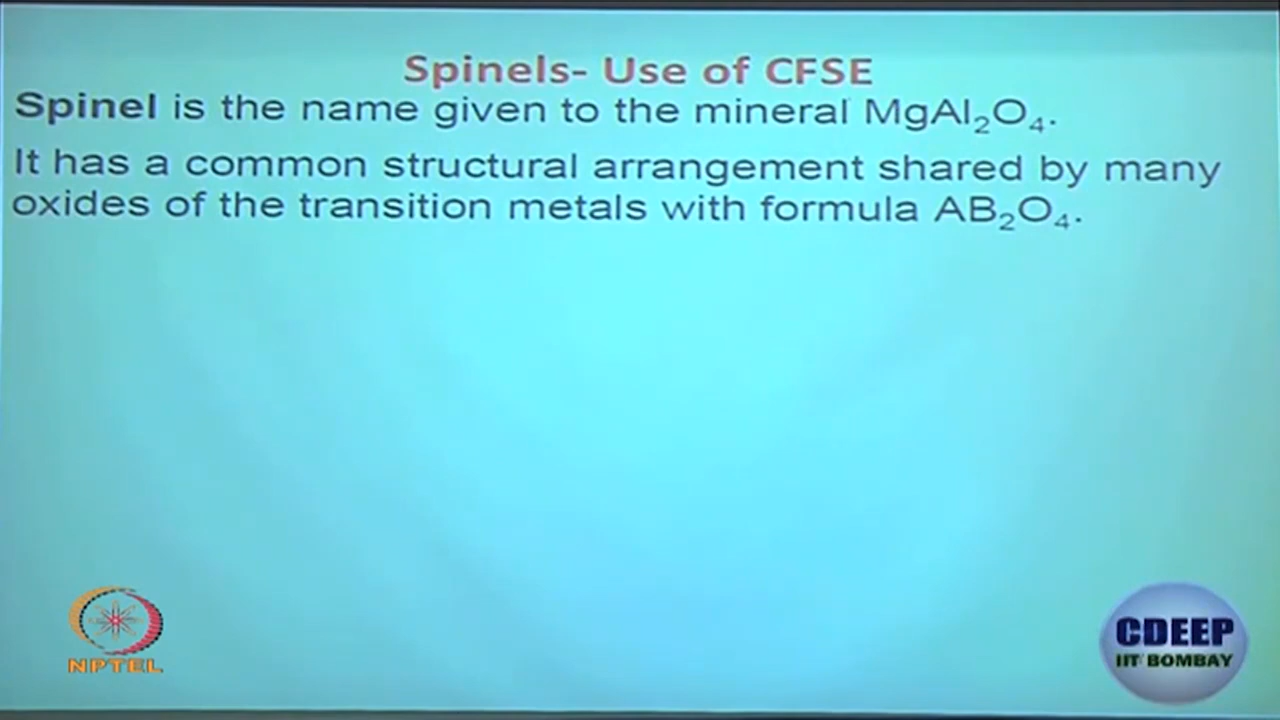 Spinels- Use of CFSE
Spinel is the name given to the mineral MgAl₂O₄.
It has a common structural arrangement shared by many
oxides of the transition metals with formula AB₂O₄.
NPTEL
CDEEP
IIT BOMBAY